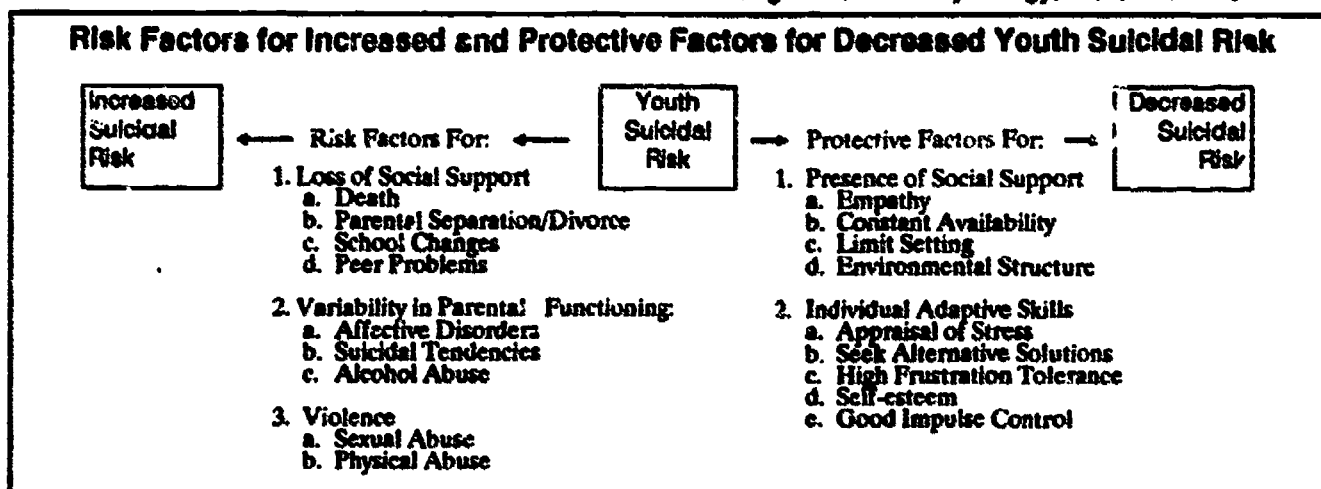 Risk Factors for Increased and Protective Factors for Decreased Youth Suicidal Risk
Increased
Suicidal
Risk
Risk Factors For:
Youth
Suicidal
Risk
Protective Factors For:
Decreased
Suicidal
Risk
1. Loss of Social Support
a. Death
b. Parental Separation/Divorce
c. School Changes
d. Peer Problems
2. Variability in Parental Functioning:
a. Affective Disorders
b. Suicidal Tendencies
c. Alcohol Abuse
3. Violence
a. Sexual Abuse
b. Physical Abuse
1. Presence of Social Support
a. Empathy
b. Constant Availability
c. Limit Setting
d. Environmental Structure
2. Individual Adaptive Skills
a. Appraisal of Stress
b. Seek Alternative Solutions
c. High Frustration Tolerance
d. Self-esteem
e. Good Impulse Control